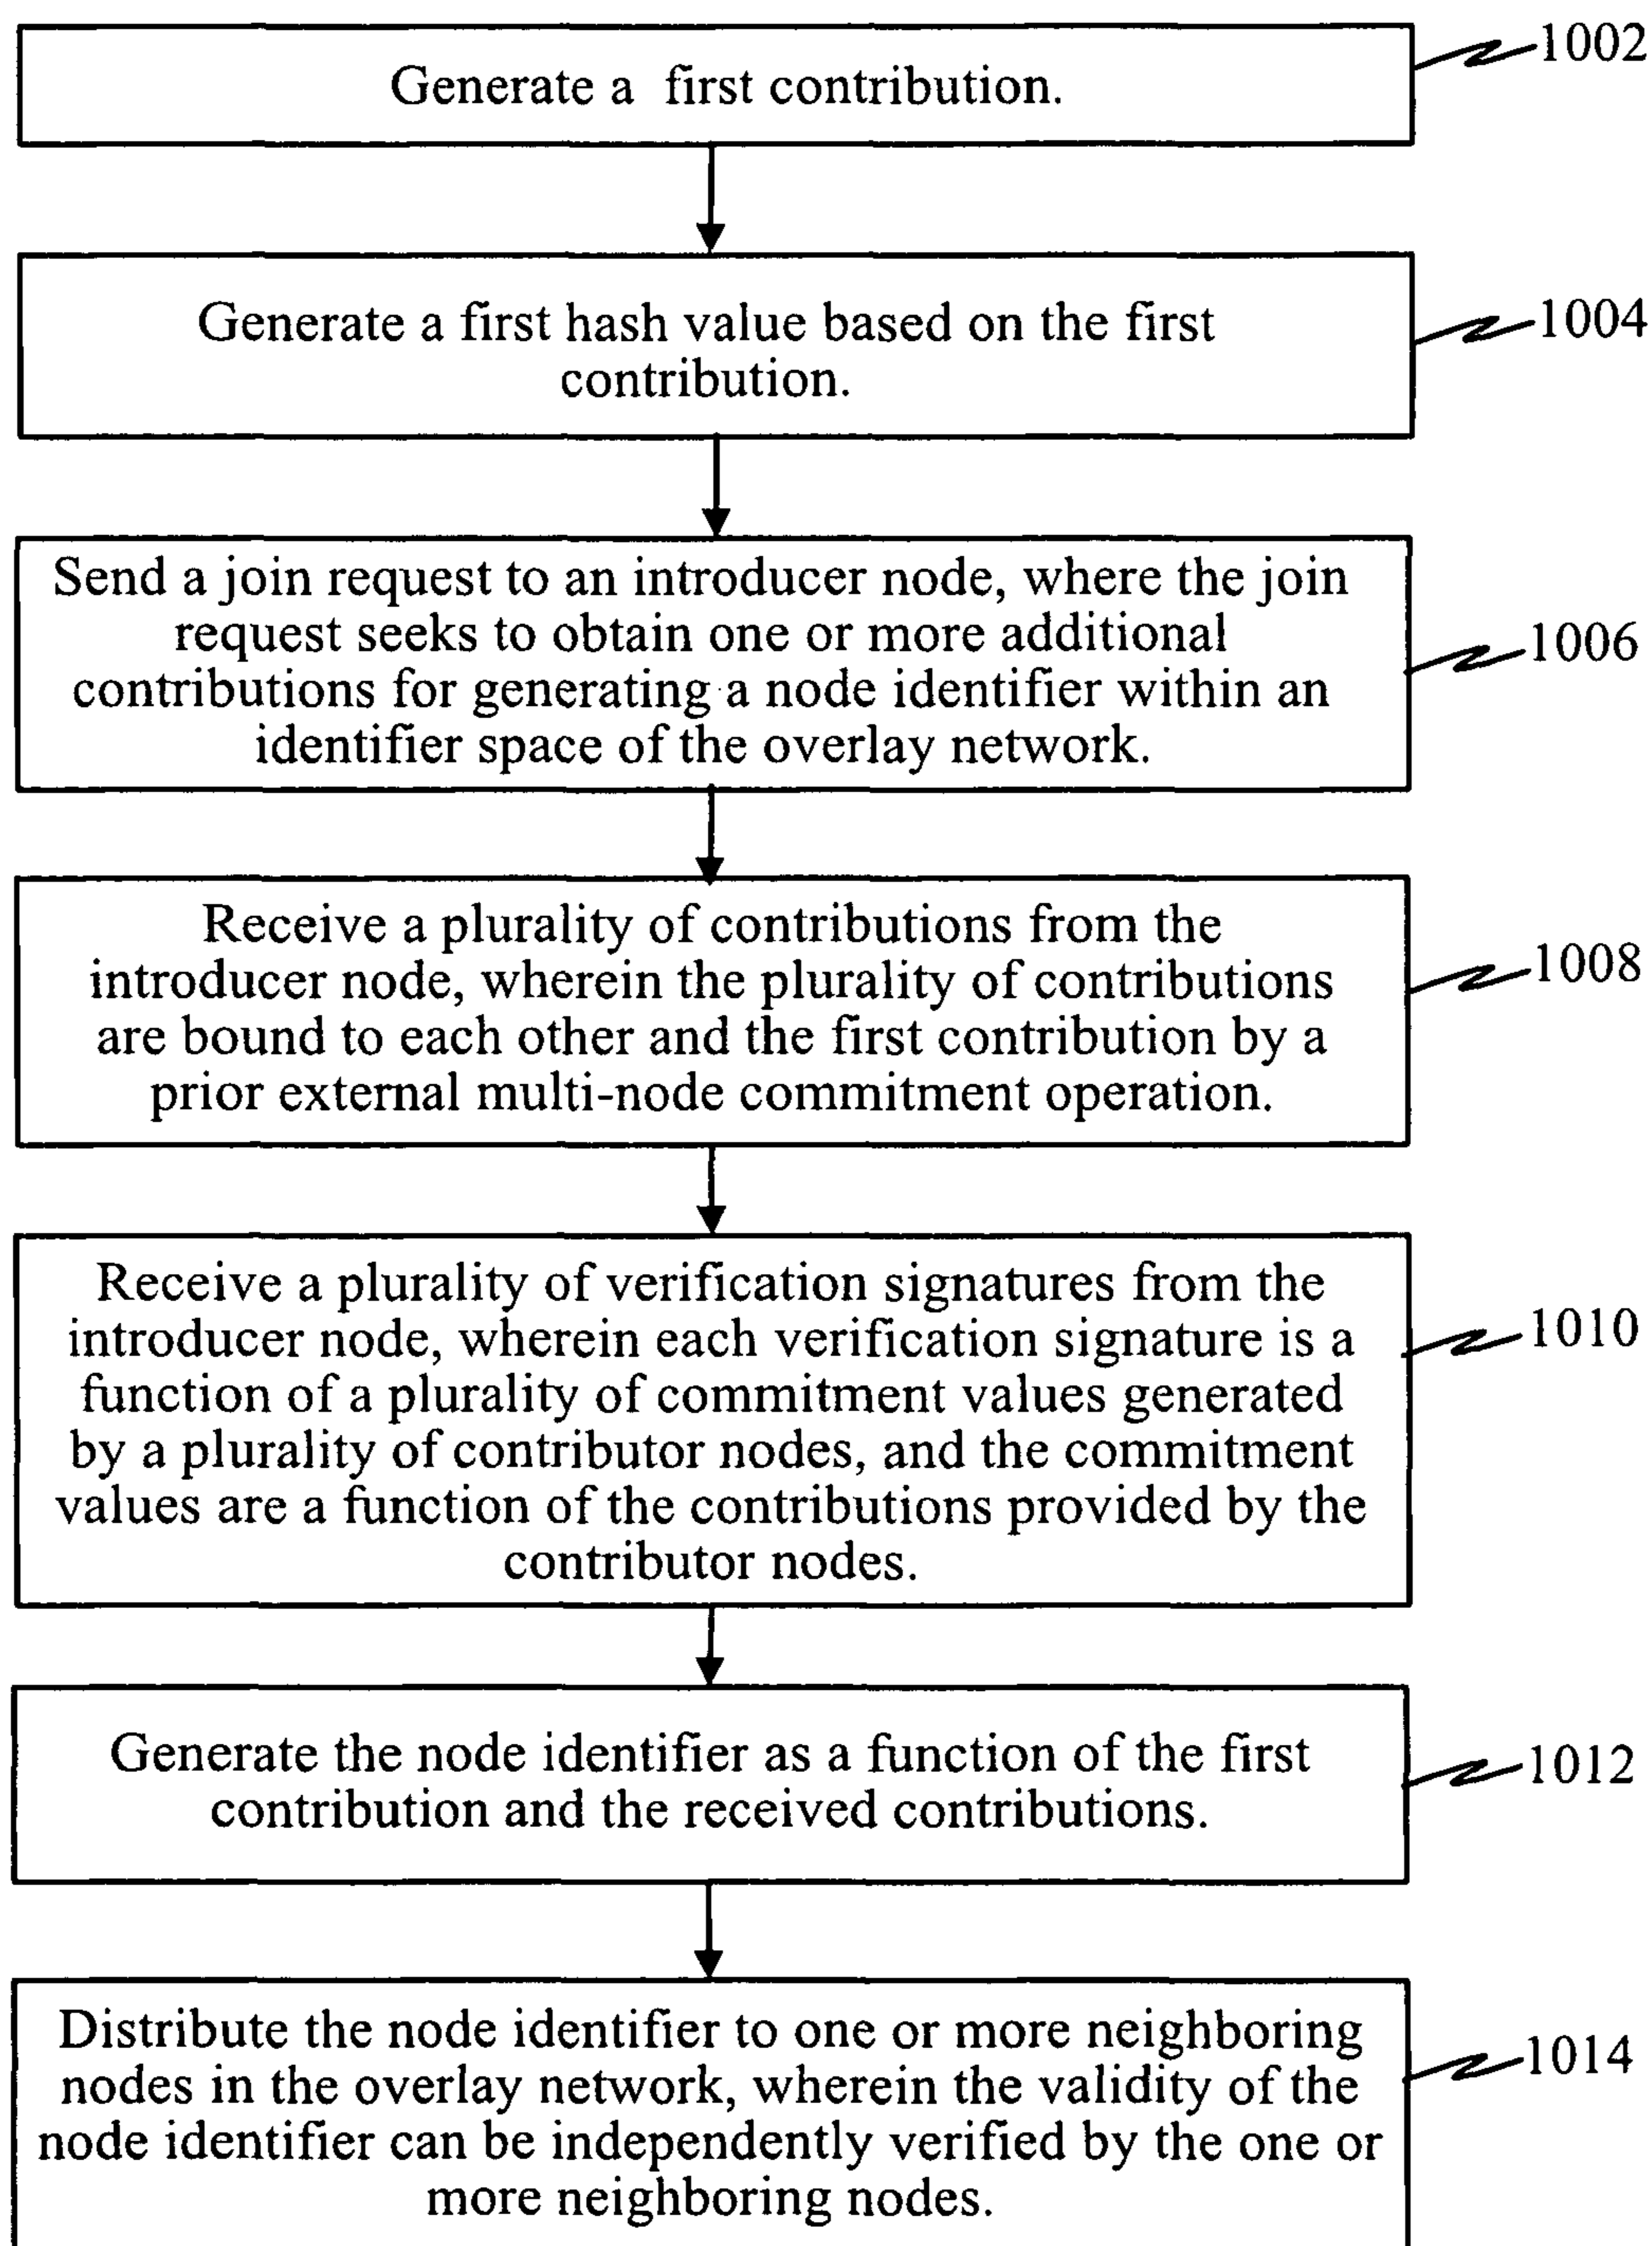 Generate a first contribution.
1002
Generate a first hash value based on the first
contribution.
1004
Send a join request to an introducer node, where the join
request seeks to obtain one or more additional
contributions for generating a node identifier within an
identifier space of the overlay network.
1006
Receive a plurality of contributions from the
introducer node, wherein the plurality of contributions
are bound to each other and the first contribution by a
prior external multi-node commitment operation.
1008
Receive a plurality of verification signatures from the
introducer node, wherein each verification signature is a
function of a plurality of commitment values generated
by a plurality of contributor nodes, and the commitment
values are a function of the contributions provided by the
contributor nodes.
1010
Generate the node identifier as a function of the first
contribution and the received contributions.
1012
Distribute the node identifier to one or more neighboring
nodes in the overlay network, wherein the validity of the
node identifier can be independently verified by the one or
more neighboring nodes.
1014